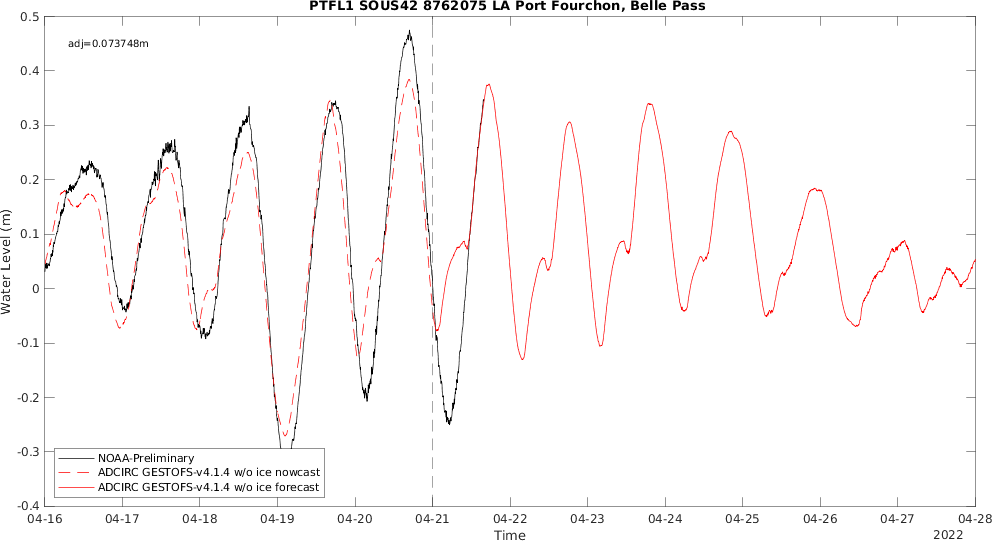 PTFL1 SOUS42 8762075 LA Port Fourchon, Belle Pass
adj=0.073748m
0.5
0.4
0.3
0.2
0.1
0
-0.1
-0.2
-0.3
-0.4
Water Level (m)
NOAA-Preliminary
ADCIRC GESTOFS-v4.1.4 w/o ice nowcast
ADCIRC GESTOFS-v4.1.4 w/o ice forecast
04-16 04-17 04-18 04-19 04-20 04-21 04-22 04-23 04-24 04-25 04-26 04-27 04-28
Time
2022